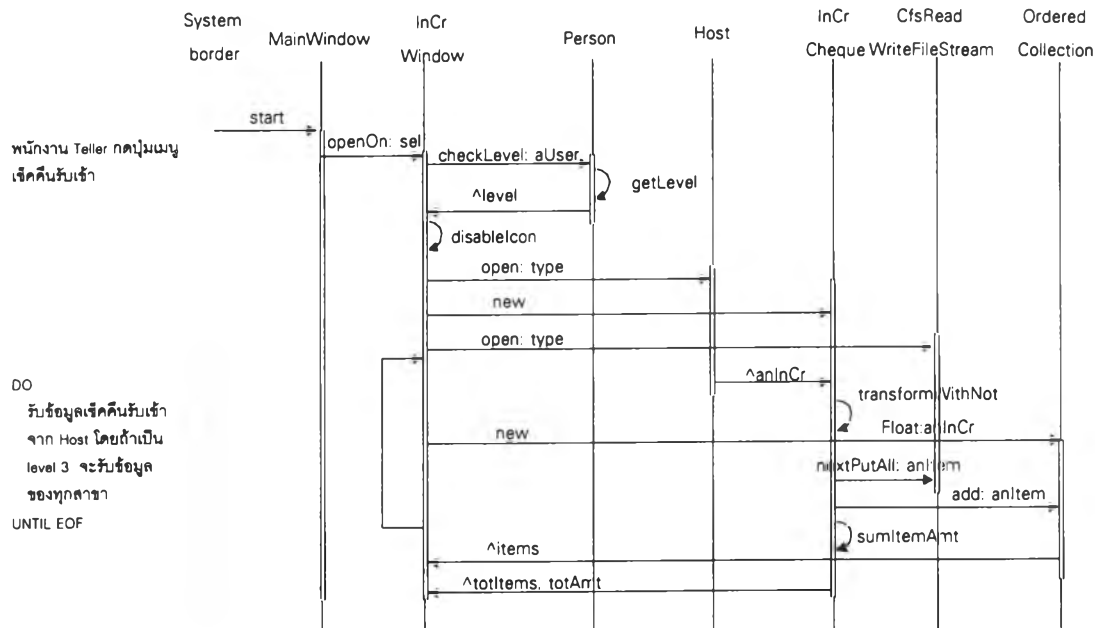 System
border
MainWindow
InCr
Window
Person
Host
InCr
Cheque
CfsRead
WriteFileStream
Ordered
Collection
start
พนักงาน Teller กดปุ่มเมนู
เช็คคืนรับเข้า
openOn: sel
checkLevel: aUser,
getLevel
^level
disableIcon
open: type
new
open: type
^anInCr
transformWithNot
Float:anInCr
DO
รับข้อมูลเช็คคืนรับเข้า
จาก Host โดยถ้าเป็น
level 3 จะรับข้อมูล
ของทุกสาขา
UNTIL EOF
new
nextPutAll: anItem
add: anItem
sumItemAmt
^items
^totItems, totAmt